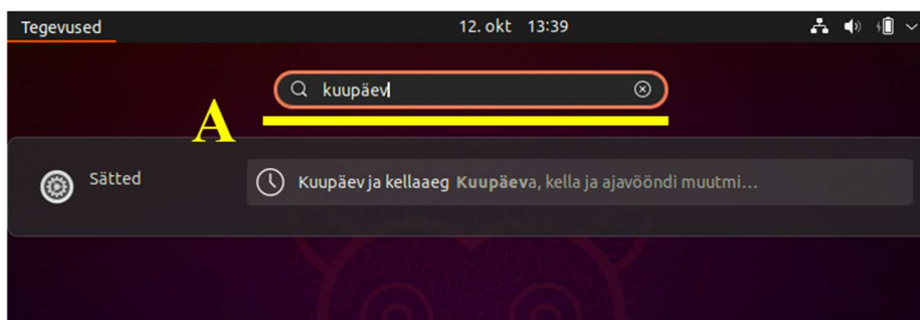 Tegevused 12. okt 13:39
kuupäev
A
Sätted Kuupäev ja kellaaeg Kuupäeva, kella ja ajavööndi muutmi…